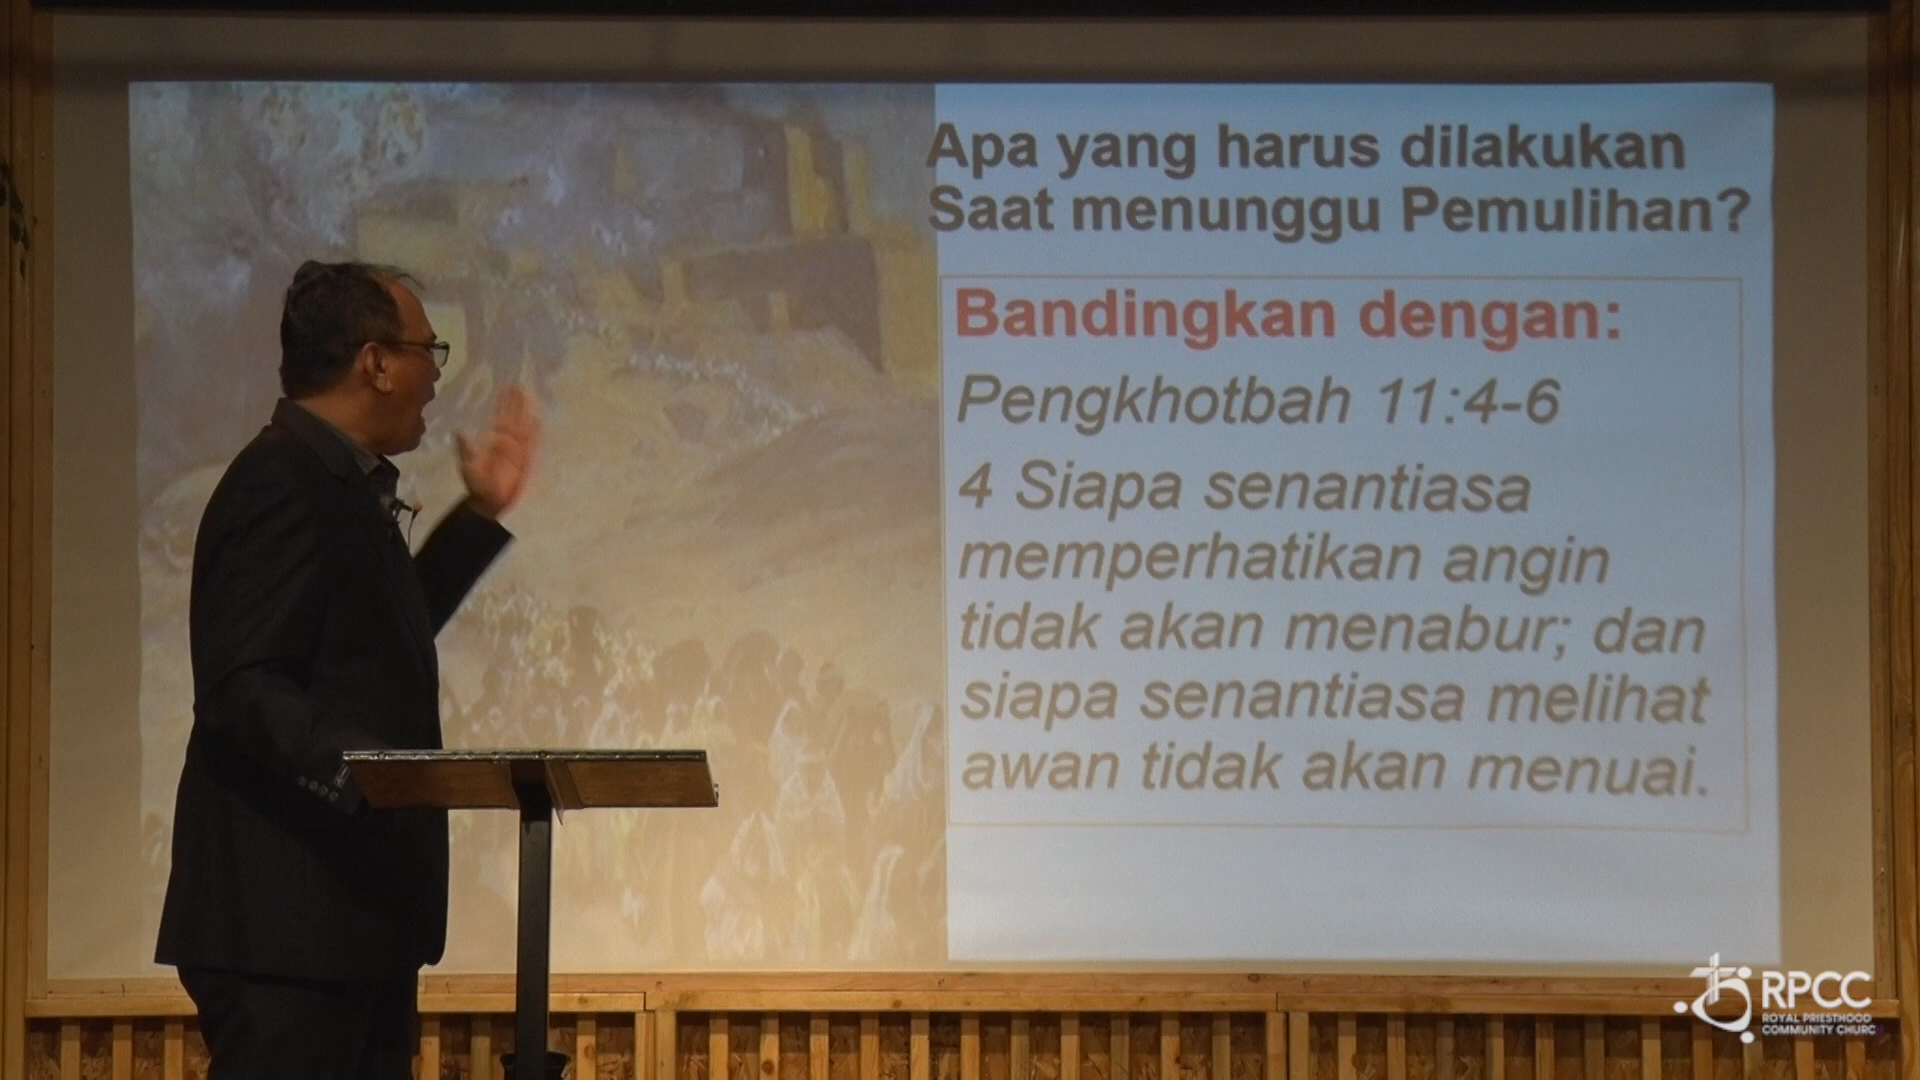 Apa yang harus dilakukan
Saat menunggu Pemulihan?
Bandingkan dengan:
Pengkhotbah 11:4-6
4 Siapa senantiasa
memperhatikan angin
tidak akan menabur; dan
siapa senantiasa melihat
awan tidak akan menuai.
RPCC
ROYAL PRIESTHOOD
COMMUNITY CHURC